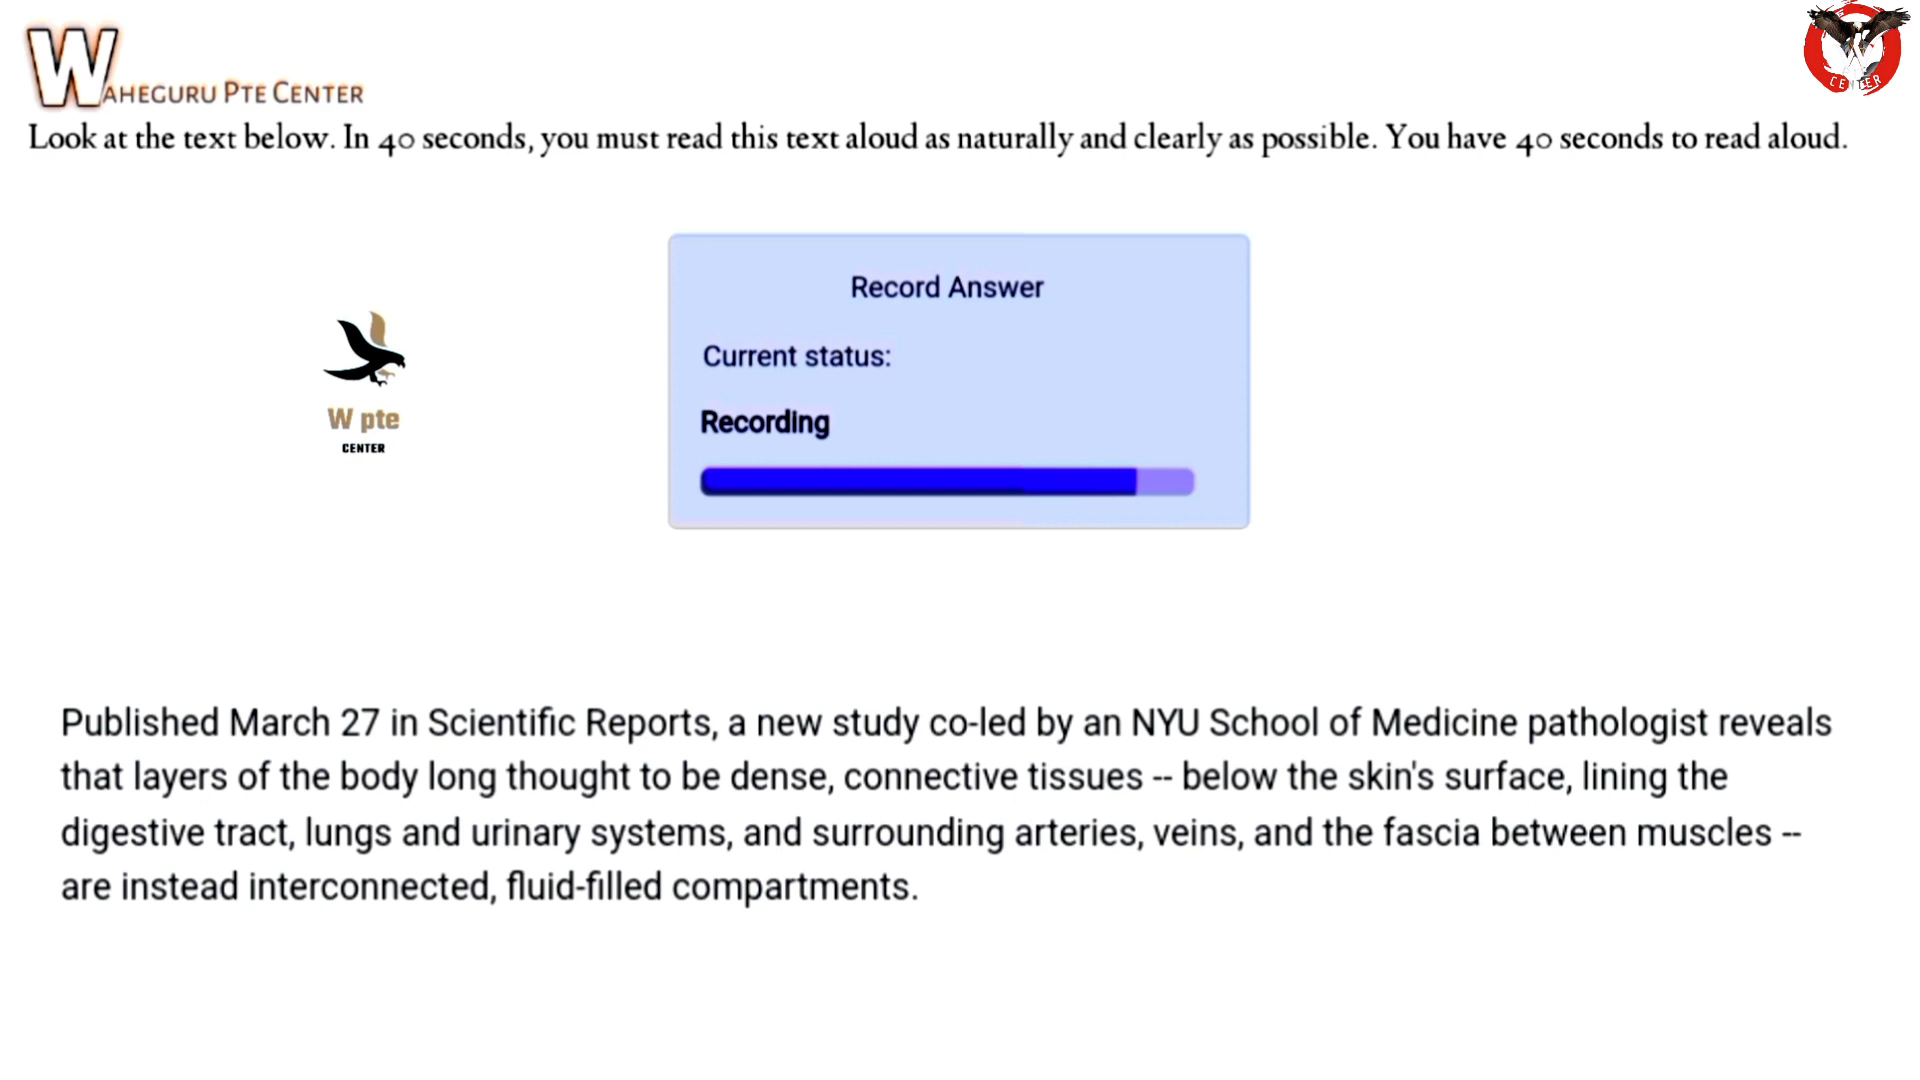 WAHEGURU PTE CENTER
Look at the text below. In 40 seconds, you must read this text aloud as naturally and clearly as possible. You have 40 seconds to read aloud.
Record Answer
Current status:
Recording
W pte
CENTER
Published March 27 in Scientific Reports, a new study co-led by an NYU School of Medicine pathologist reveals
that layers of the body long thought to be dense, connective tissues -- below the skin's surface, lining the
digestive tract, lungs and urinary systems, and surrounding arteries, veins, and the fascia between muscles --
are instead interconnected, fluid-filled compartments.